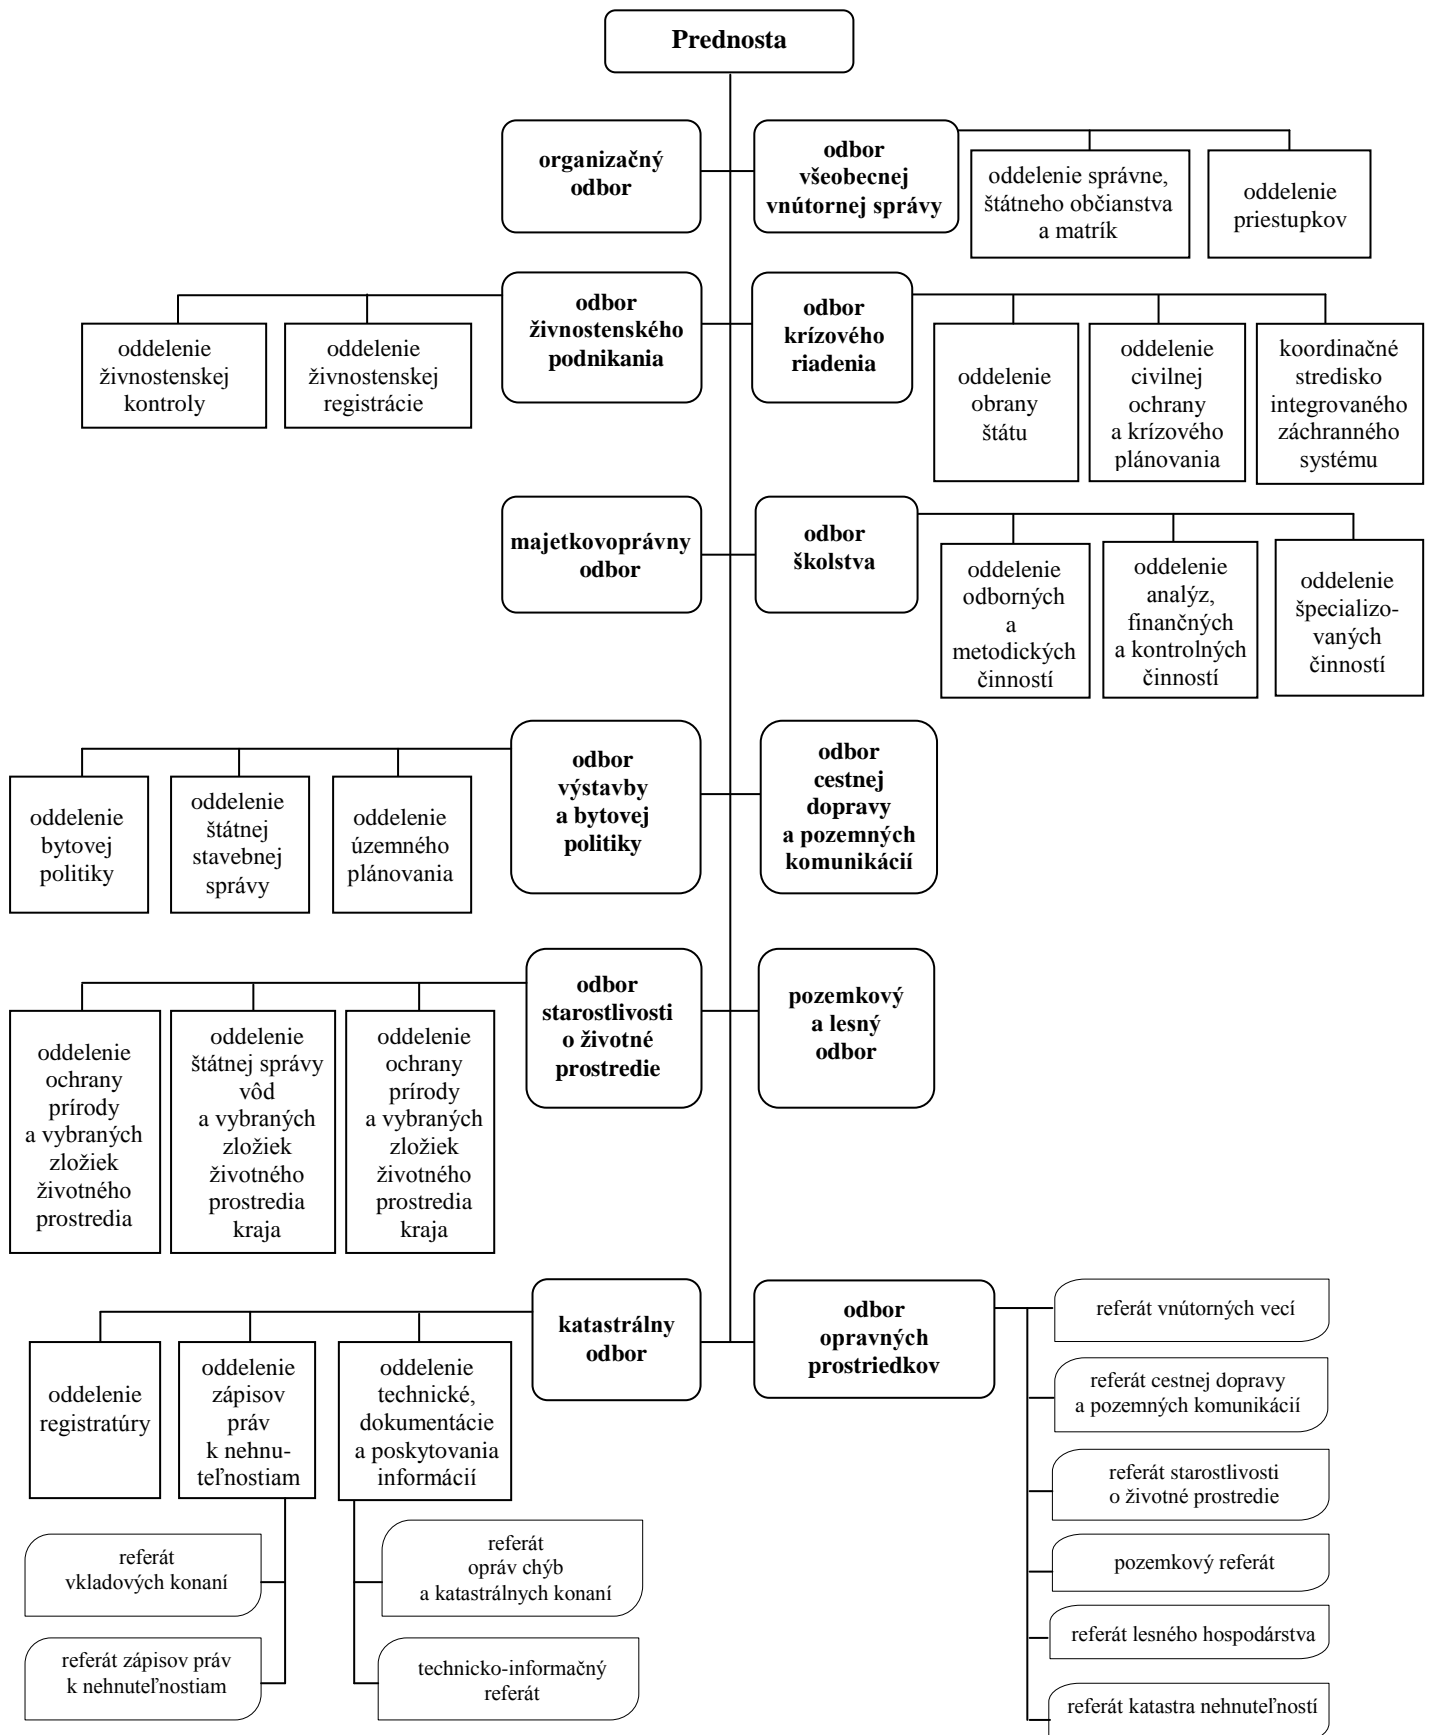 Prednosta
organizačný
odbor
odbor
všeobecnej
vnútornej správy
oddelenie správne,
štátneho občianstva
a matrík
oddelenie
priestupkov
odbor
živnostenského
podnikania
oddelenie
živnostenskej
kontroly
oddelenie
živnostenskej
registrácie
odbor
krízového
riadenia
oddelenie
obrany
štátu
oddelenie
civilnej
ochrany
a krízového
plánovania
koordinačné
stredisko
integrovaného
záchranného
systému
majetkovoprávny
odbor
odbor
školstva
oddelenie
odborných
a
metodických
činností
oddelenie
analýz,
finančných
a kontrolných
činností
oddelenie
špecializo-
vaných
činností
odbor
výstavby
a bytovej
politiky
oddelenie
bytovej
politiky
oddelenie
štátnej
stavebnej
správy
oddelenie
územného
plánovania
odbor
cestnej
dopravy
a pozemných
komunikácií
odbor
starostlivosti
o životné
prostredie
oddelenie
ochrany
prírody
a vybraných
zložiek
životného
prostredia
oddelenie
štátnej správy
vôd
a vybraných
zložiek
životného
prostredia
kraja
oddelenie
ochrany
prírody
a vybraných
zložiek
životného
prostredia
kraja
pozemkový
a lesný
odbor
katastrálny
odbor
oddelenie
registratúry
oddelenie
zápisov
práv
k nehnu-
teľnostiam
oddelenie
technické,
dokumentácie
a poskytovania
informácií
referát
vkladových konaní
referát zápisov práv
k nehnuteľnostiam
referát
opráv chýb
a katastrálnych konaní
technicko-informačný
referát
odbor
opravných
prostriedkov
referát vnútorných vecí
referát cestnej dopravy
a pozemných komunikácií
referát starostlivosti
o životné prostredie
pozemkový referát
referát lesného hospodárstva
referát katastra nehnuteľností